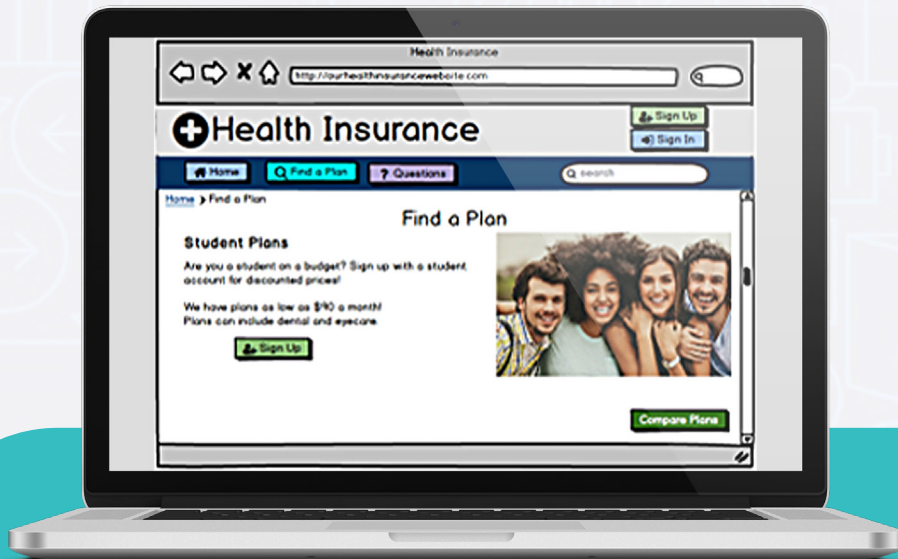 Health Insurance
http://ourhealthinsurancewebsite.com
Health Insurance
Sign Up
Sign In
Home
Find a Plan
? Questions
search
Home > Find a Plan
Find a Plan
Student Plans
Are you a student on a budget? Sign up with a student
account for discounted prices!
We have plans as low as $90 a month!
Plans can include dental and eyecare.
Sign Up
Compare Plans